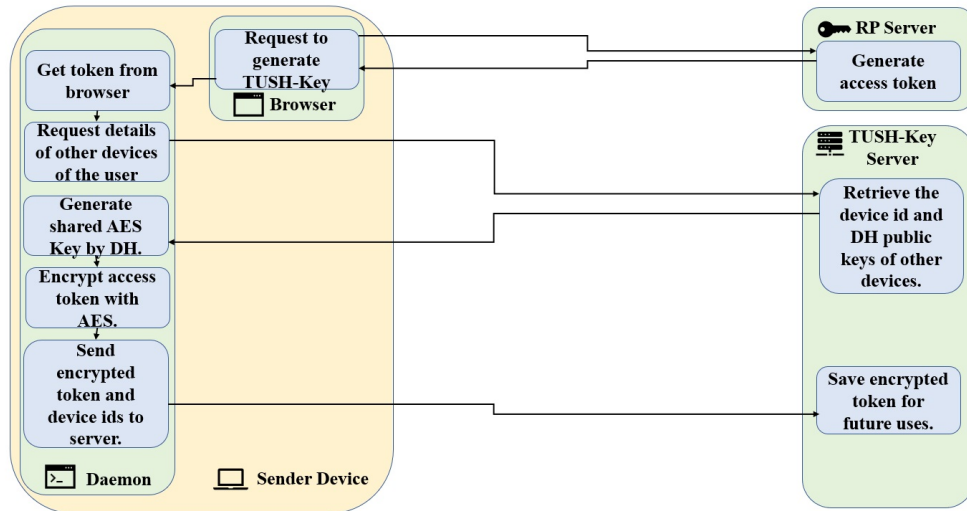 Request to
generate
TUSH-Key
Browser
RP Server
Generate
access token
Get token from
browser
Request details
of other devices
of the user
TUSH-Key
Server
Generate
shared AES
Key by DH.
Retrieve the
device id and
DH public
keys of other
devices.
Encrypt access
token with
AES.
Send
encrypted
token and
device ids to
server.
Save encrypted
token for
future uses.
Daemon
Sender Device